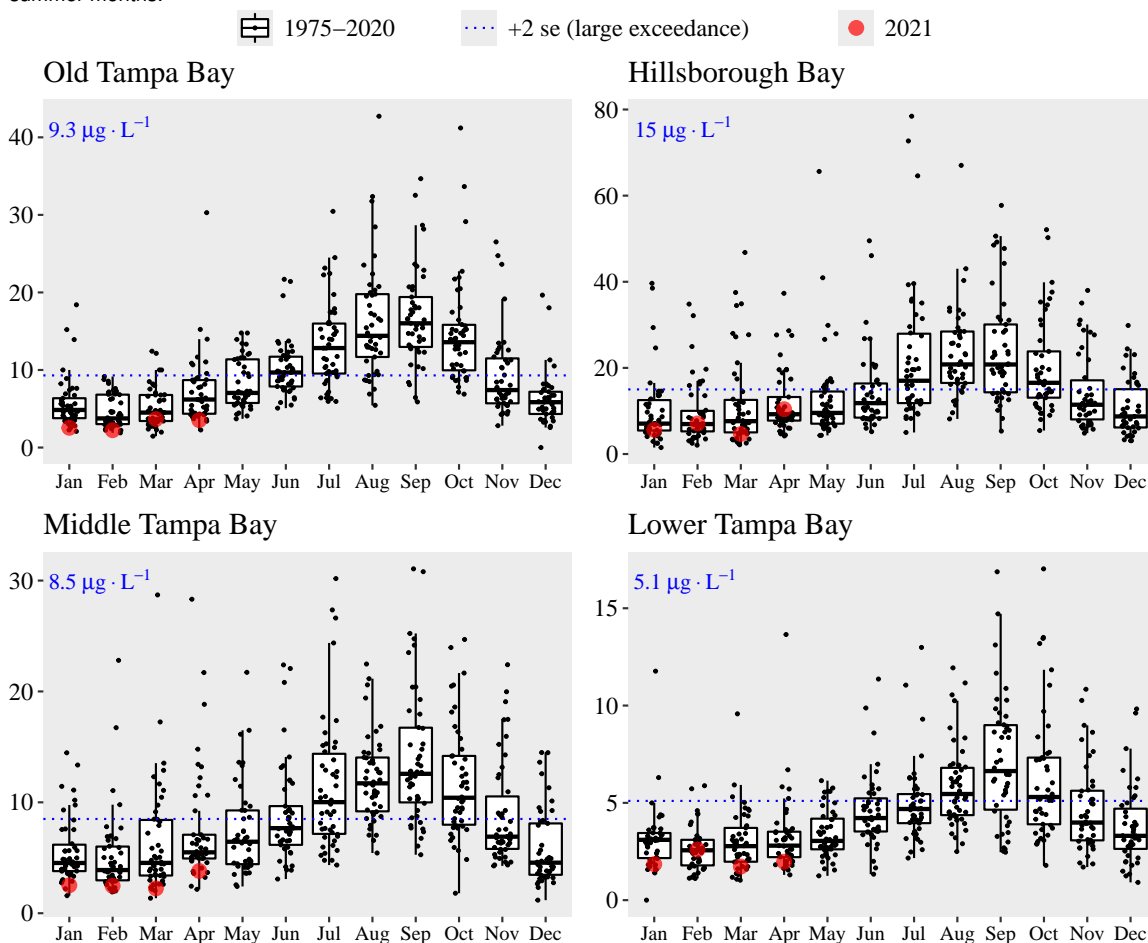 summer months.
1975−2020
+2 se (large exceedance)
2021
Old Tampa Bay
9.3 μg · L⁻¹
40
30
20
10
0
Jan Feb Mar Apr May Jun Jul Aug Sep Oct Nov Dec
Hillsborough Bay
15 μg · L⁻¹
80
60
40
20
0
Jan Feb Mar Apr May Jun Jul Aug Sep Oct Nov Dec
Middle Tampa Bay
8.5 μg · L⁻¹
30
20
10
0
Jan Feb Mar Apr May Jun Jul Aug Sep Oct Nov Dec
Lower Tampa Bay
5.1 μg · L⁻¹
15
10
5
0
Jan Feb Mar Apr May Jun Jul Aug Sep Oct Nov Dec